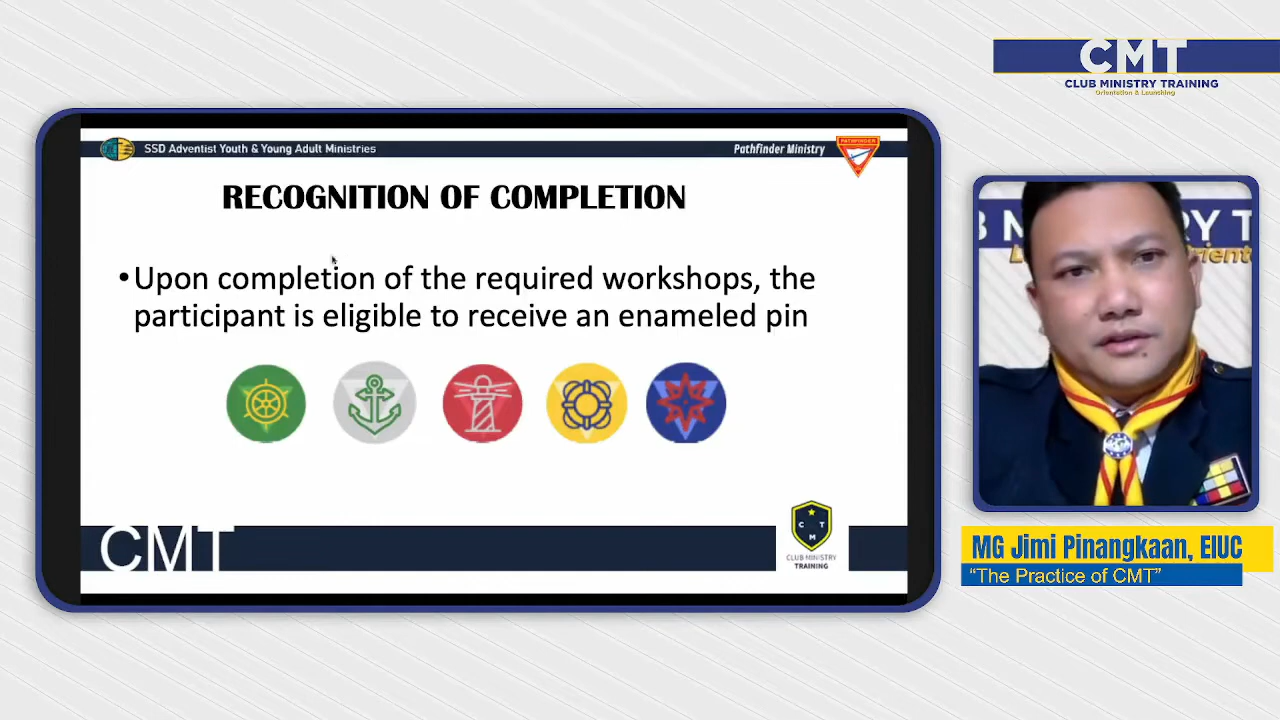 CMT
CLUB MINISTRY TRAINING
Orientation & Launching
SSD Adventist Youth & Young Adult Ministries
Pathfinder Ministry
PATHFINDER
RECOGNITION OF COMPLETION
•Upon completion of the required workshops, the
participant is eligible to receive an enameled pin
CMT
C T
M
CLUB MINISTRY
TRAINING
MG Jimi Pinangkaan, EIUC
“The Practice of CMT”